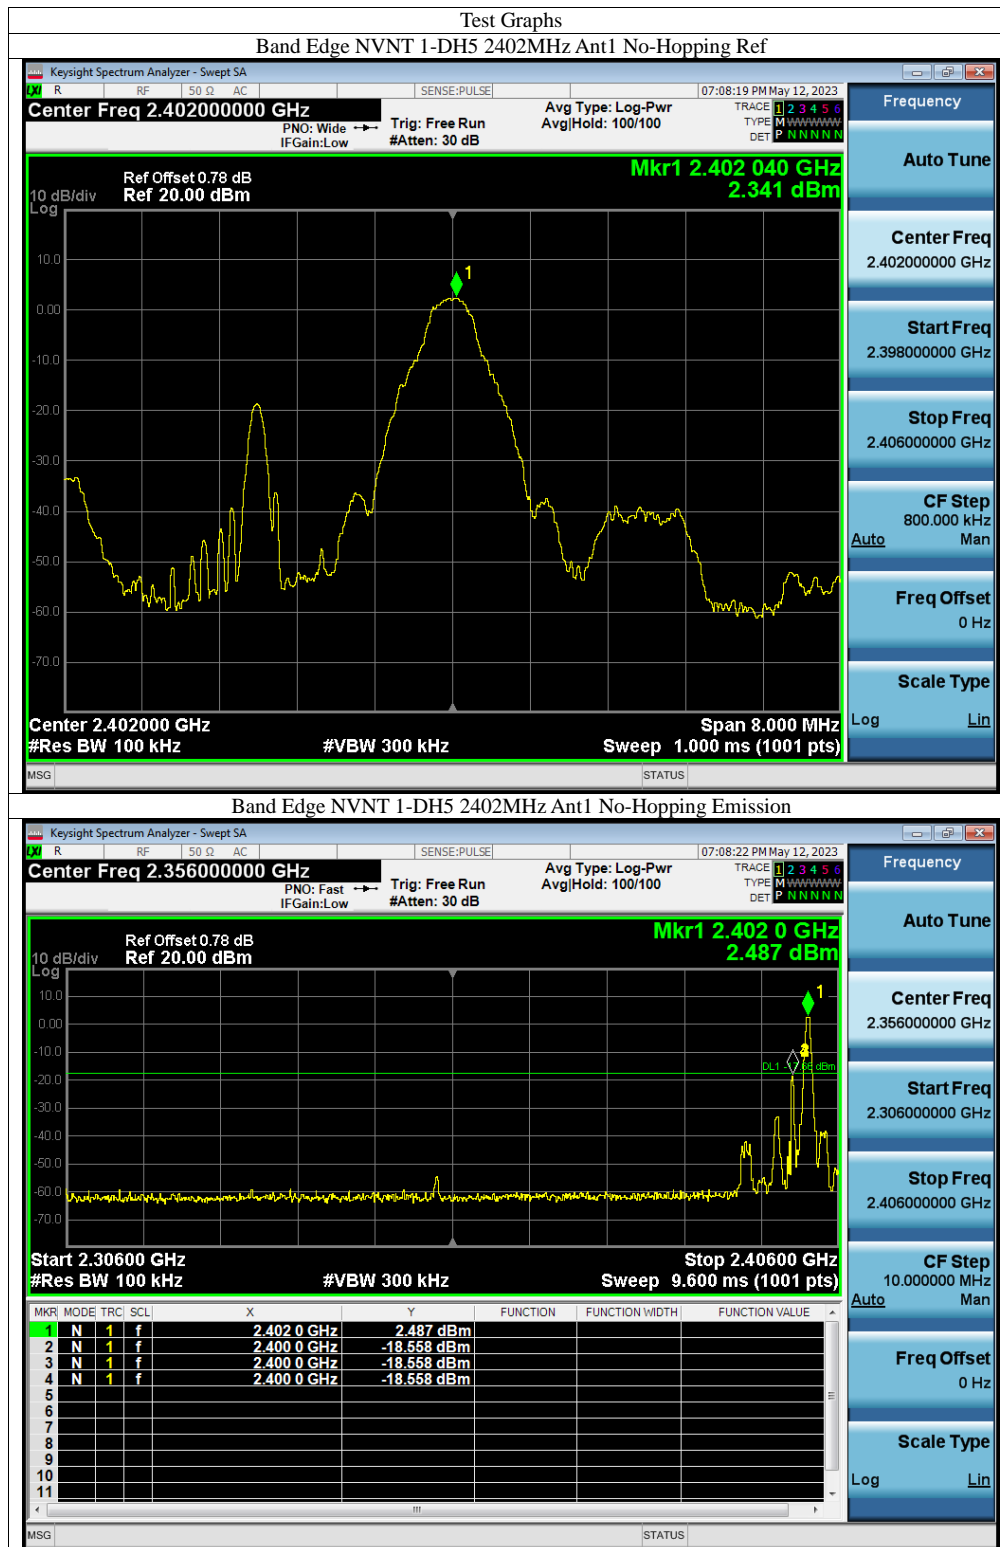 Test Graphs
Band Edge NVNT 1-DH5 2402MHz Ant1 No-Hopping Ref
Keysight Spectrum Analyzer - Swept SA
LXI R RF 50 Ω AC SENSE:PULSE 07:08:19 PM May 12, 2023
Center Freq 2.402000000 GHz
PNO: Wide
IFGain:Low
Trig: Free Run
#Atten: 30 dB
Avg Type: Log-Pwr
Avg|Hold: 100/100
TRACE 1 2 3 4 5 6
TYPE M WWWWW
DET P N N N N N
Frequency
Auto Tune
Center Freq
2.402000000 GHz
Start Freq
2.398000000 GHz
Stop Freq
2.406000000 GHz
CF Step
800.000 kHz
Auto Man
Freq Offset
0 Hz
Scale Type
Log Lin
Mkr1 2.402 040 GHz
2.341 dBm
Ref Offset 0.78 dB
10 dB/div Ref 20.00 dBm
Log
10.0
1
0.00
-10.0
-20.0
-30.0
-40.0
-50.0
-60.0
-70.0
Center 2.402000 GHz Span 8.000 MHz
#Res BW 100 kHz #VBW 300 kHz Sweep 1.000 ms (1001 pts)
MSG STATUS
Band Edge NVNT 1-DH5 2402MHz Ant1 No-Hopping Emission
Keysight Spectrum Analyzer - Swept SA
LXI R RF 50 Ω AC SENSE:PULSE 07:08:22 PM May 12, 2023
Center Freq 2.356000000 GHz
PNO: Fast
IFGain:Low
Trig: Free Run
#Atten: 30 dB
Avg Type: Log-Pwr
Avg|Hold: 100/100
TRACE 1 2 3 4 5 6
TYPE M WWWWW
DET P N N N N N
Frequency
Auto Tune
Center Freq
2.356000000 GHz
Start Freq
2.306000000 GHz
Stop Freq
2.406000000 GHz
CF Step
10.000000 MHz
Auto Man
Freq Offset
0 Hz
Scale Type
Log Lin
Mkr1 2.402 0 GHz
2.487 dBm
Ref Offset 0.78 dB
10 dB/div Ref 20.00 dBm
Log
10.0
1
0.00
-10.0
DL1 -17.66 dBm
-20.0
-30.0
-40.0
-50.0
-60.0
-70.0
Start 2.30600 GHz Stop 2.40600 GHz
#Res BW 100 kHz #VBW 300 kHz Sweep 9.600 ms (1001 pts)
MKR MODE TRC SCL X Y FUNCTION FUNCTION WIDTH FUNCTION VALUE
1 N 1 f 2.402 0 GHz 2.487 dBm
2 N 1 f 2.400 0 GHz -18.558 dBm
3 N 1 f 2.400 0 GHz -18.558 dBm
4 N 1 f 2.400 0 GHz -18.558 dBm
5
6
7
8
9
10
11
MSG STATUS